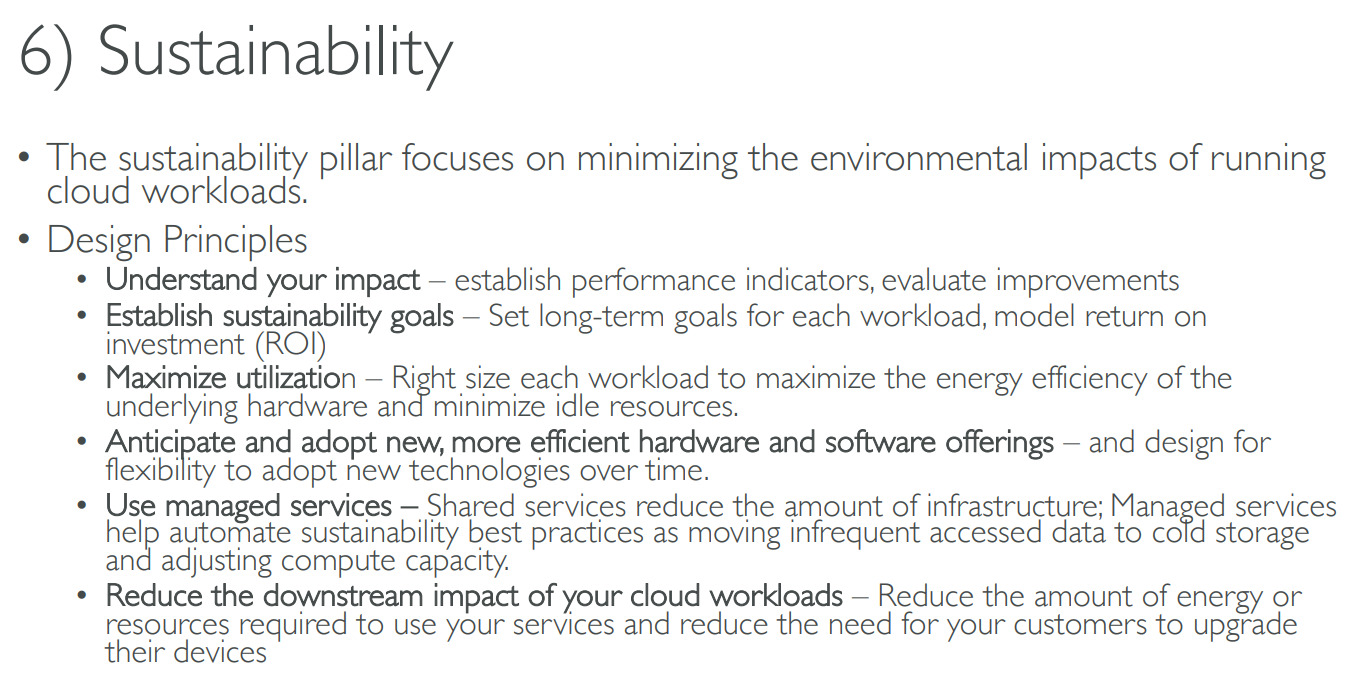 6) Sustainability
• The sustainability pillar focuses on minimizing the environmental impacts of running
cloud workloads.
• Design Principles
• Understand your impact – establish performance indicators, evaluate improvements
• Establish sustainability goals – Set long-term goals for each workload, model return on
investment (ROI)
• Maximize utilization – Right size each workload to maximize the energy efficiency of the
underlying hardware and minimize idle resources.
• Anticipate and adopt new, more efficient hardware and software offerings – and design for
flexibility to adopt new technologies over time.
• Use managed services – Shared services reduce the amount of infrastructure; Managed services
help automate sustainability best practices as moving infrequent accessed data to cold storage
and adjusting compute capacity.
• Reduce the downstream impact of your cloud workloads – Reduce the amount of energy or
resources required to use your services and reduce the need for your customers to upgrade
their devices